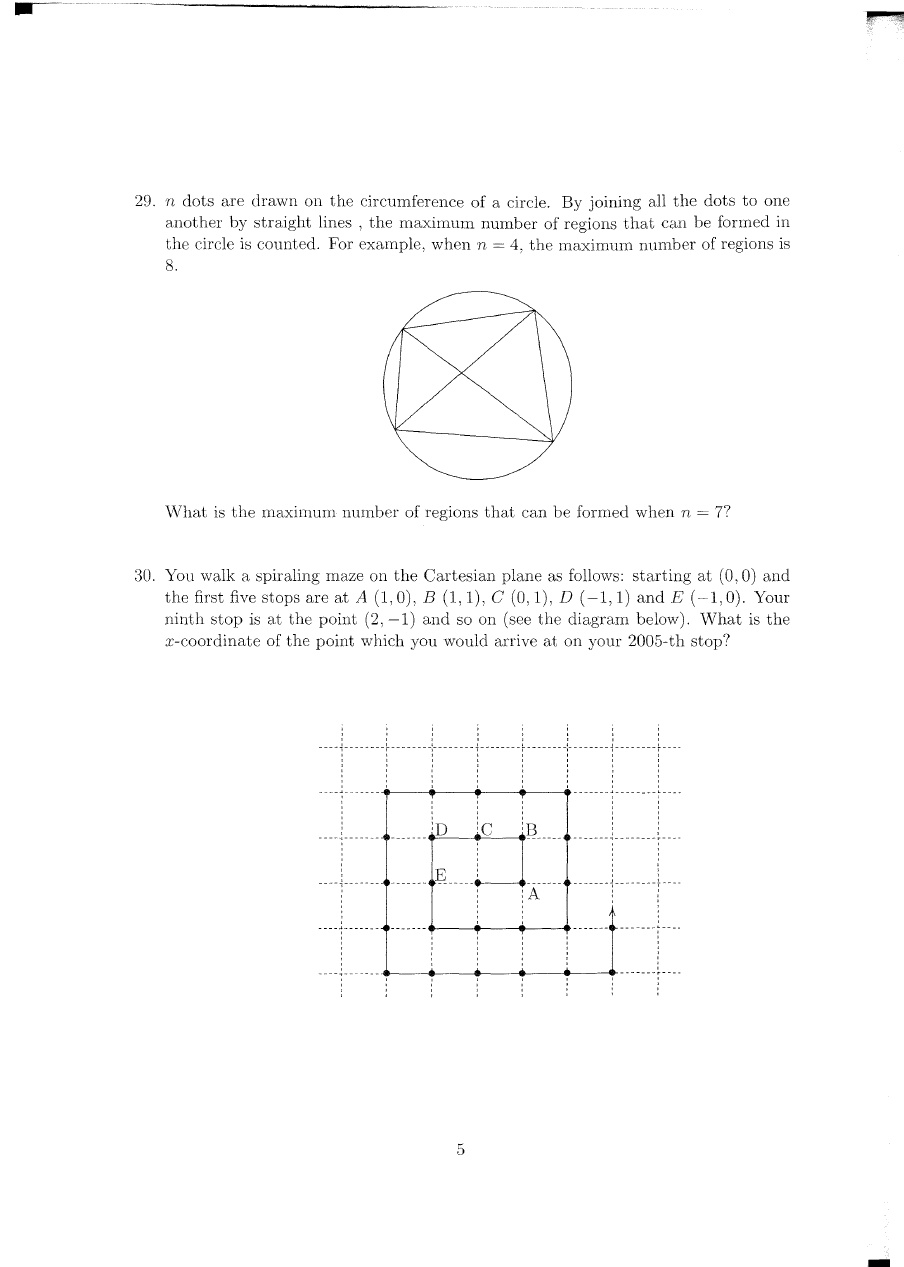 29. n dots are drawn on the circumference of a circle. By joining all the dots to one
another by straight lines , the maximum number of regions that can be formed in
the circle is counted. For example, when n = 4, the maximum number of regions is
8.
What is the maximum number of regions that can be formed when n = 7?
30. You walk a spiraling maze on the Cartesian plane as follows: starting at (0, 0) and
the first five stops are at A (1, 0), B (1, 1), C (0, 1), D (−1, 1) and E (−1, 0). Your
ninth stop is at the point (2, −1) and so on (see the diagram below). What is the
x-coordinate of the point which you would arrive at on your 2005-th stop?
D C B
E
A
5